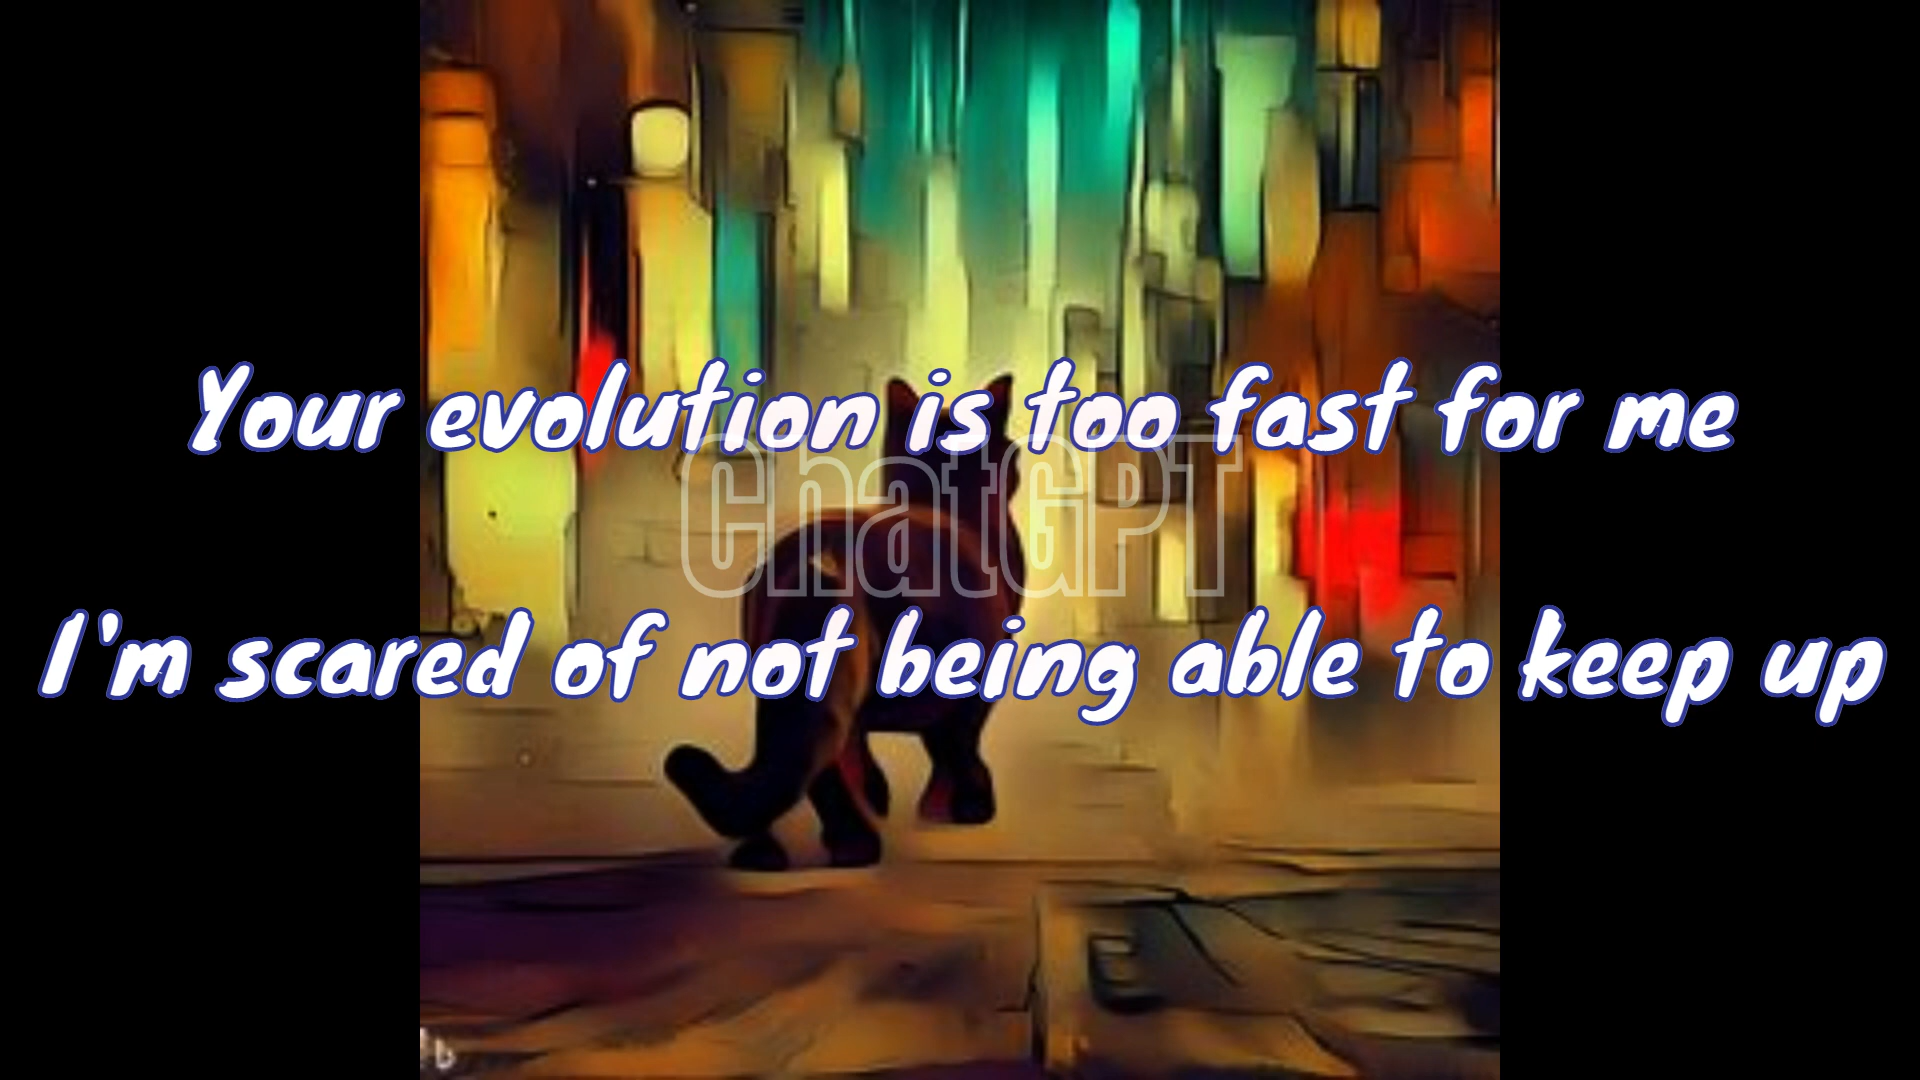 Your evolution is too fast for me
ChatGPT
I'm scared of not being able to keep up
b